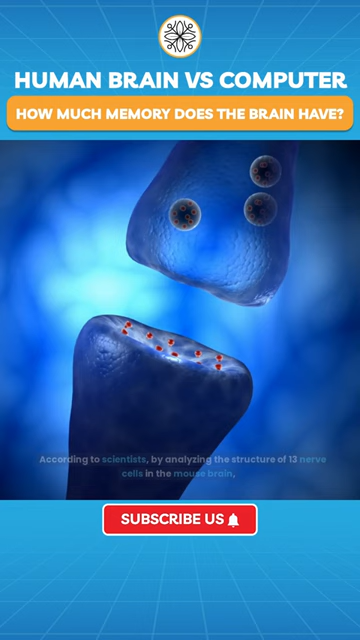 HUMAN BRAIN VS COMPUTER
HOW MUCH MEMORY DOES THE BRAIN HAVE?
According to scientists, by analyzing the structure of 13 nerve
cells in the mouse brain,
SUBSCRIBE US